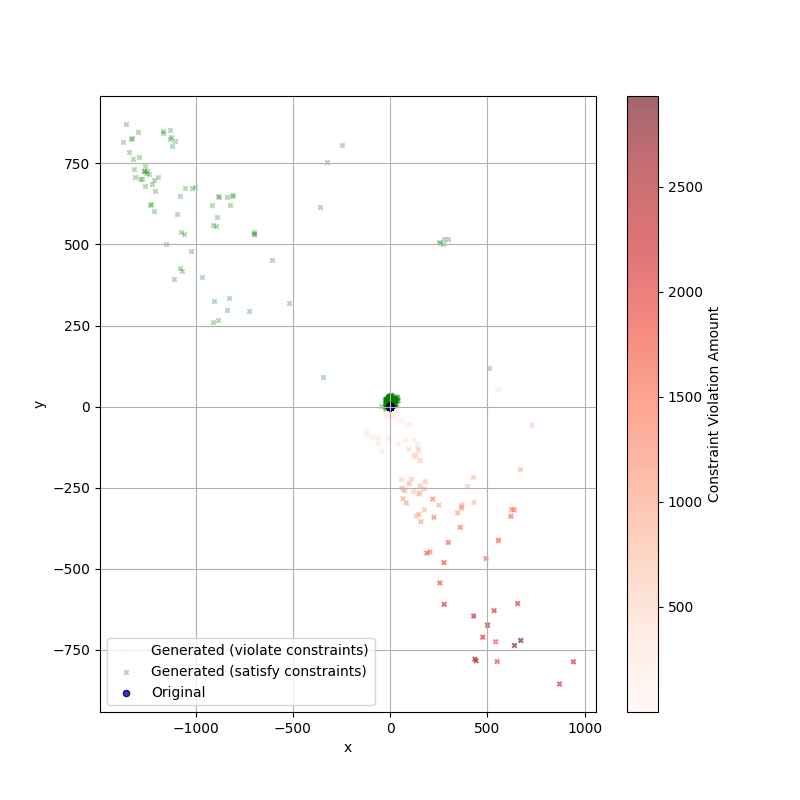 750
500
250
0
−250
−500
−750
−1000
−500
0
500
1000
x
y
Generated (violate constraints)
Generated (satisfy constraints)
Original
2500
2000
1500
1000
500
Constraint Violation Amount